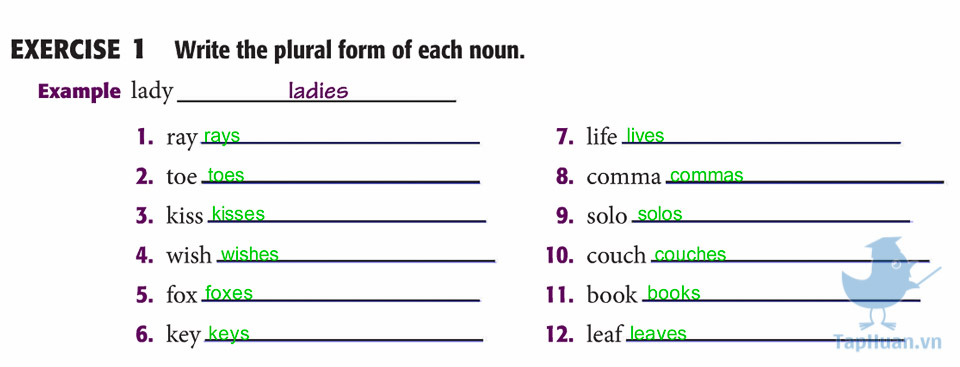 EXERCISE 1 Write the plural form of each noun.
Example lady ladies
1. ray rays
2. toe toes
3. kiss kisses
4. wish wishes
5. fox foxes
6. key keys
7. life lives
8. comma commas
9. solo solos
10. couch couches
11. book books
12. leaf leaves
TapHuan.vn